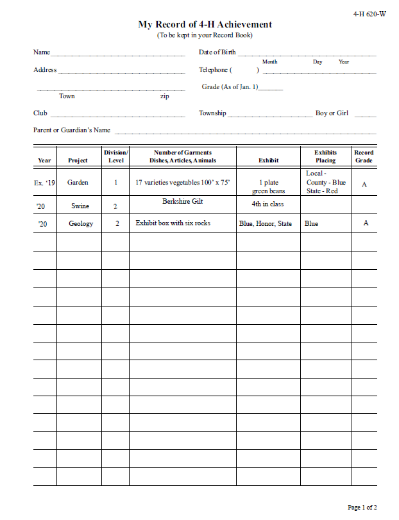 4-H 620-W
My Record of 4-H Achievement
(To be kept in your Record Book)
Name Date of Birth
Month Day Year
Address Telephone ( )
Grade (As of Jan. 1)
Town zip
Club Township Boy or Girl
Parent or Guardian's Name
Year Project Division/ Level Number of Garments Dishes, Articles, Animals Exhibit Exhibits Placing Record Grade
Ex. '19 Garden 1 17 varieties vegetables 100' x 75' 1 plate green beans Local - County - Blue State - Red A
'20 Swine 2 Berkshire Gilt 4th in class
'20 Geology 2 Exhibit box with six rocks Blue, Honor, State Blue A
Page 1 of 2